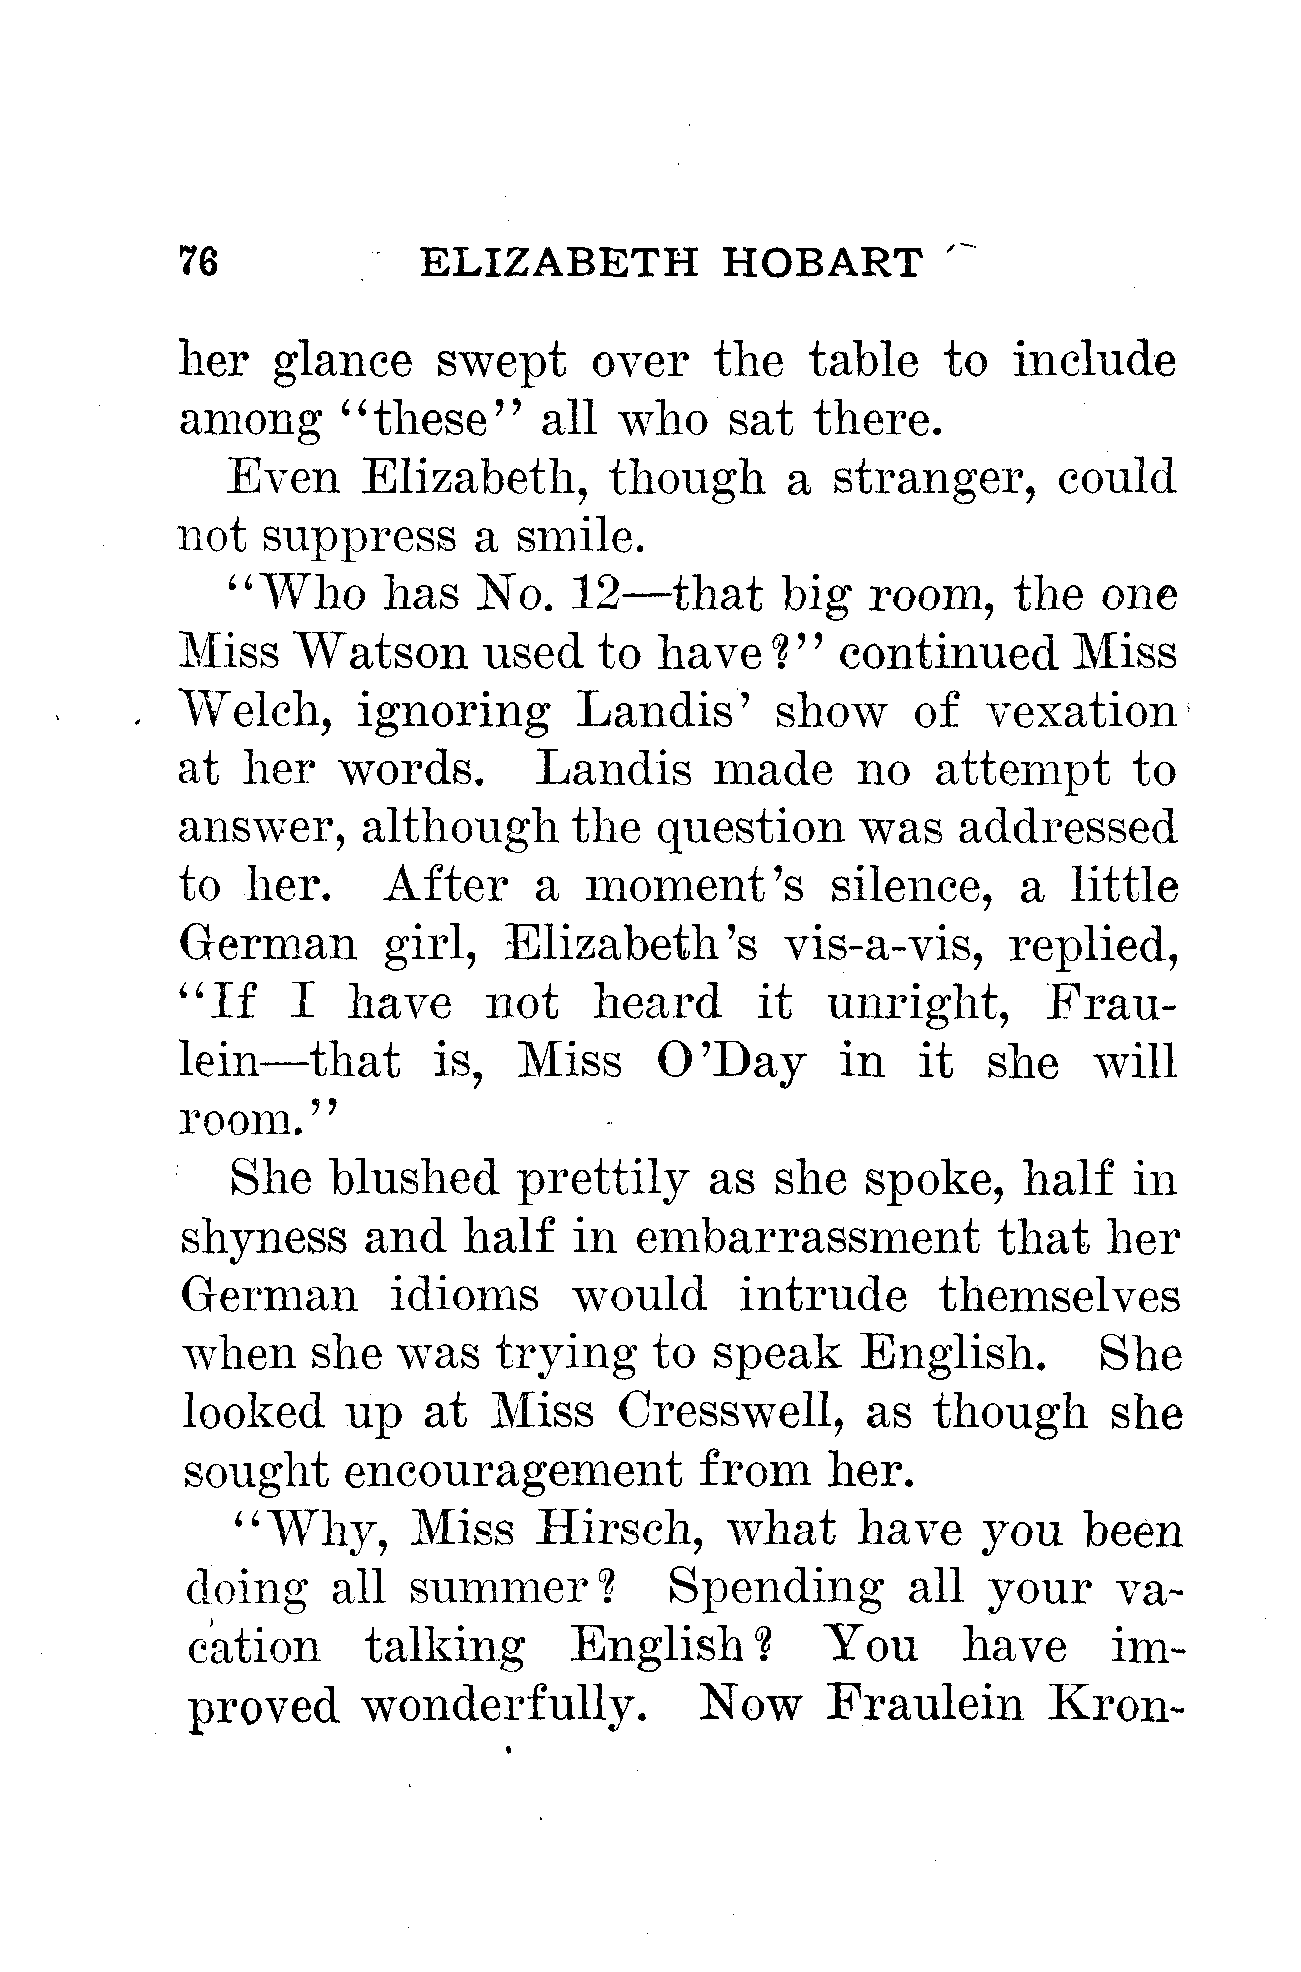 76 ELIZABETH HOBART
her glance swept over the table to include
among "these" all who sat there.
Even Elizabeth, though a stranger, could
not suppress a smile.
"Who has No. 12—that big room, the one
Miss Watson used to have?" continued Miss
Welch, ignoring Landis' show of vexation
at her words. Landis made no attempt to
answer, although the question was addressed
to her. After a moment's silence, a little
German girl, Elizabeth's vis-a-vis, replied,
"If I have not heard it unright, Frau-
lein—that is, Miss O'Day in it she will
room."
She blushed prettily as she spoke, half in
shyness and half in embarrassment that her
German idioms would intrude themselves
when she was trying to speak English. She
looked up at Miss Cresswell, as though she
sought encouragement from her.
"Why, Miss Hirsch, what have you been
doing all summer? Spending all your va-
cation talking English? You have im-
proved wonderfully. Now Fraulein Kron-